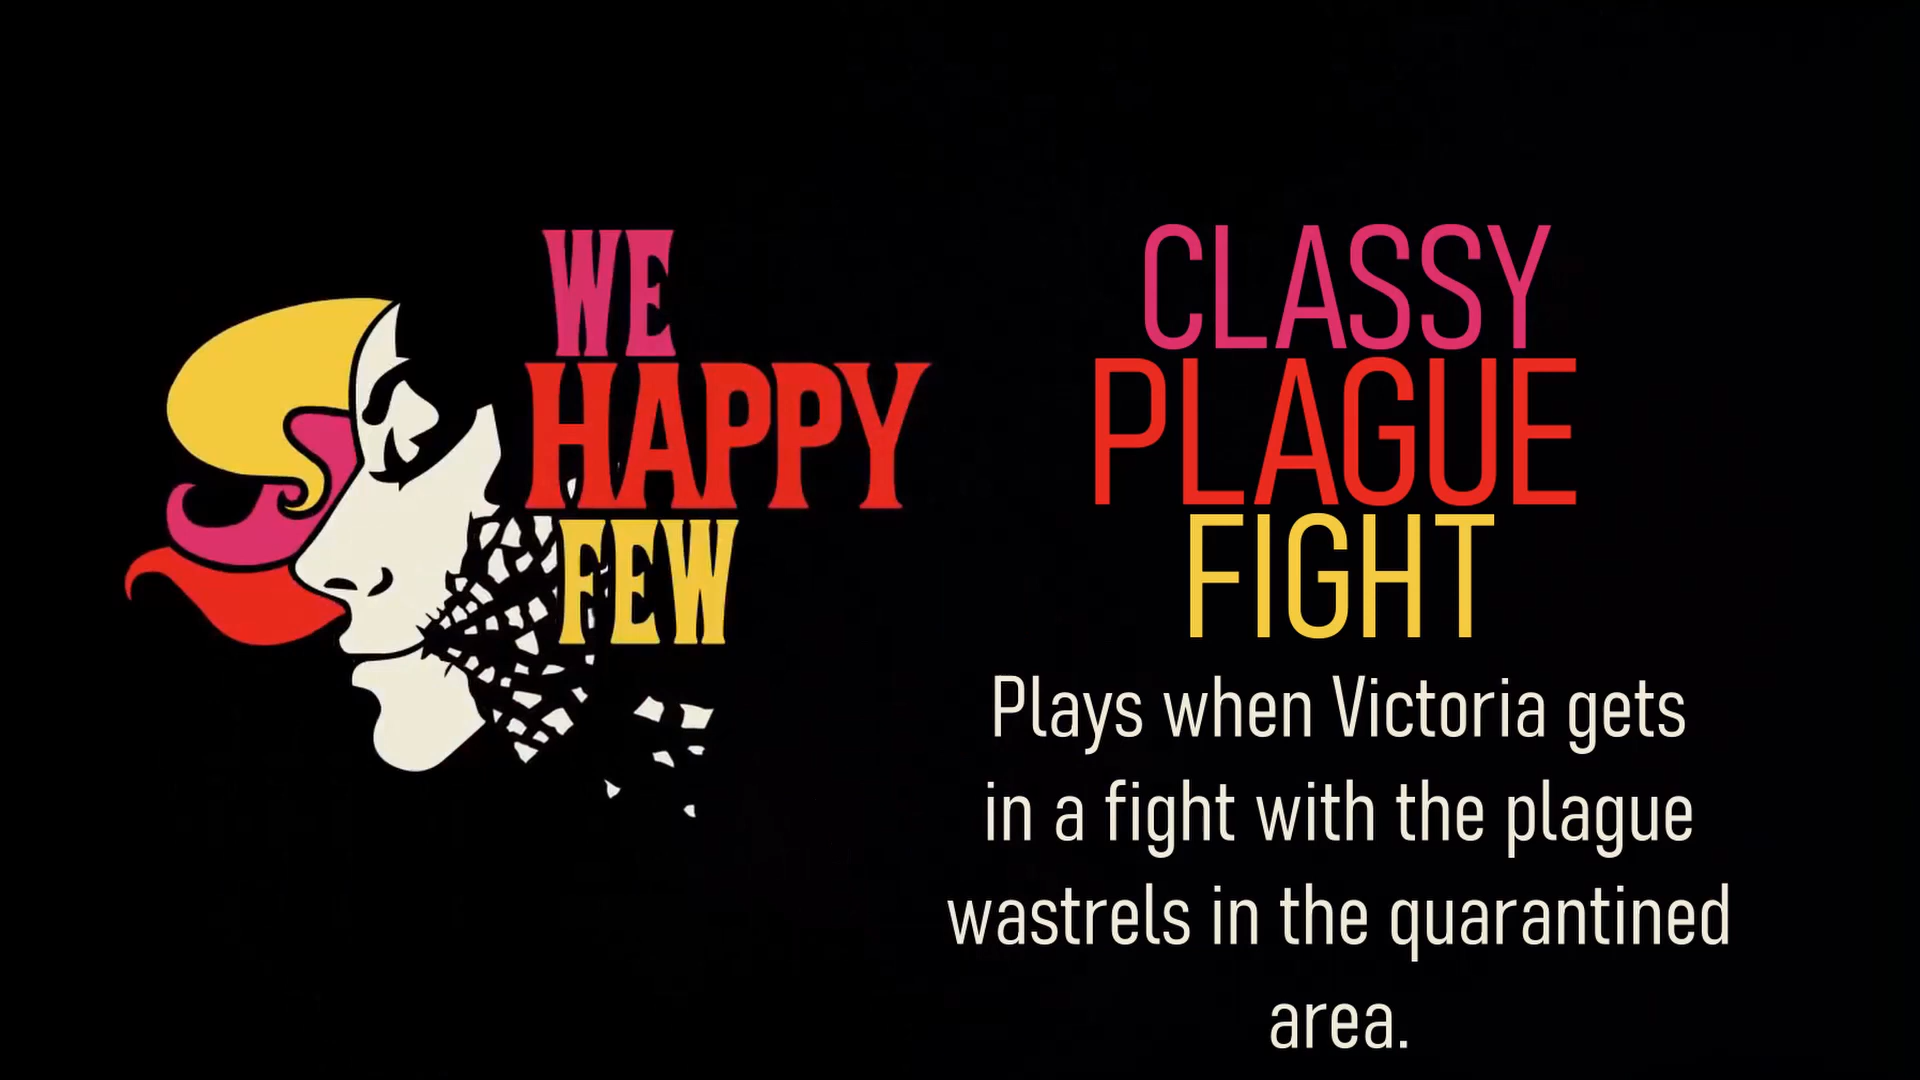 WE
HAPPY
FEW
CLASSY
PLAGUE
FIGHT
Plays when Victoria gets
in a fight with the plague
wastrels in the quarantined
area.